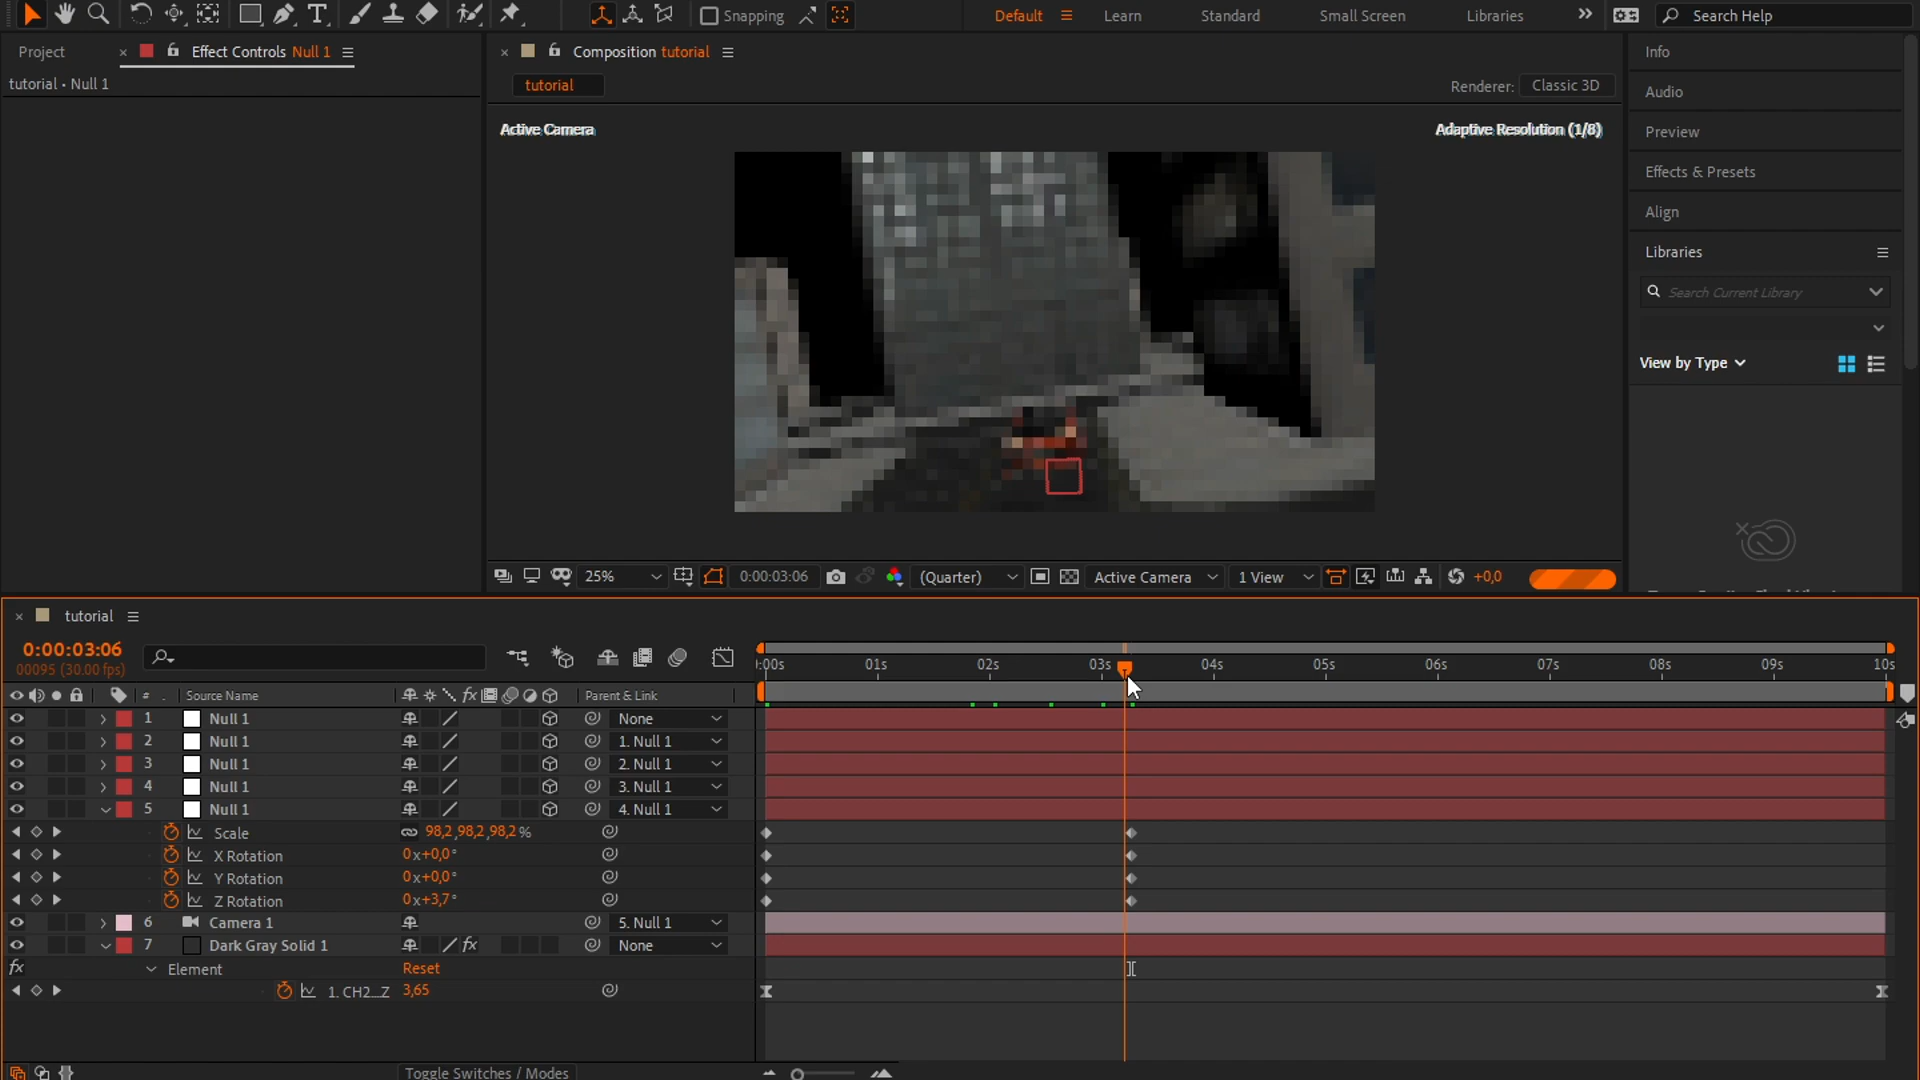 Snapping
Default
Learn
Standard
Small Screen
Libraries
Search Help
Project
Effect Controls Null 1
Composition tutorial
Info
tutorial • Null 1
tutorial
Renderer:
Classic 3D
Audio
Active Camera
Adaptive Resolution (1/8)
Preview
Effects & Presets
Align
Libraries
Search Current Library
View by Type
25%
0:00:03:06
(Quarter)
Active Camera
1 View
+0,0
tutorial
0:00:03:06
00095 (30.00 fps)
:00s
01s
02s
03s
04s
05s
06s
07s
08s
09s
10s
# Source Name
fx
Parent & Link
1 Null 1 None
2 Null 1 1. Null 1
3 Null 1 2. Null 1
4 Null 1 3. Null 1
5 Null 1 4. Null 1
Scale 98,2,98,2,98,2%
X Rotation 0x+0,0°
Y Rotation 0x+0,0°
Z Rotation 0x+3,7°
6 Camera 1 5. Null 1
7 Dark Gray Solid 1 fx None
fx Element Reset
1. CH2...Z 3,65
Toggle Switches / Modes